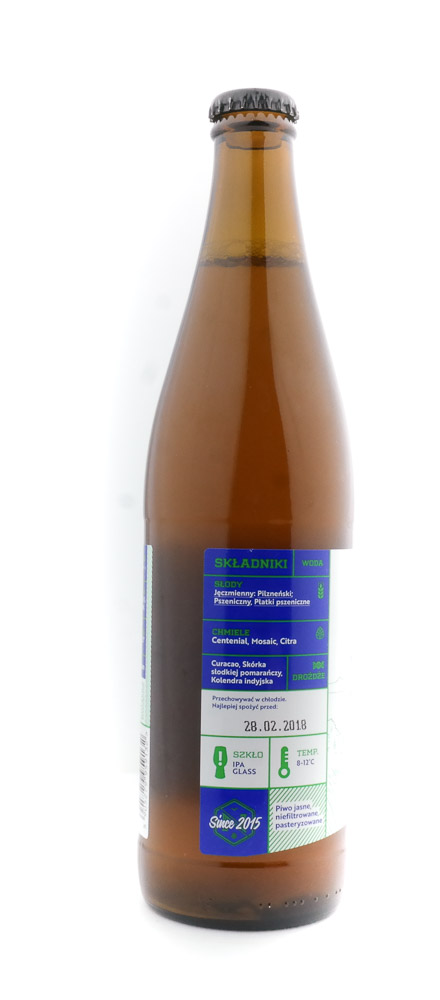 SKŁADNIKI WODA
SŁODY
Jęczmienny: Pilzneński;
Pszeniczny, Płatki pszeniczne
CHMIELE
Centenial, Mosaic, Citra
Curacao, Skórka
słodkiej pomarańczy,
Kolendra indyjska
DROŻDŻE
Przechowywać w chłodzie.
Najlepiej spożyć przed:
28.02.2018
SZKŁO
IPA
GLASS
TEMP.
8-12°C
Since 2015
Piwo jasne,
niefiltrowane,
pasteryzowane